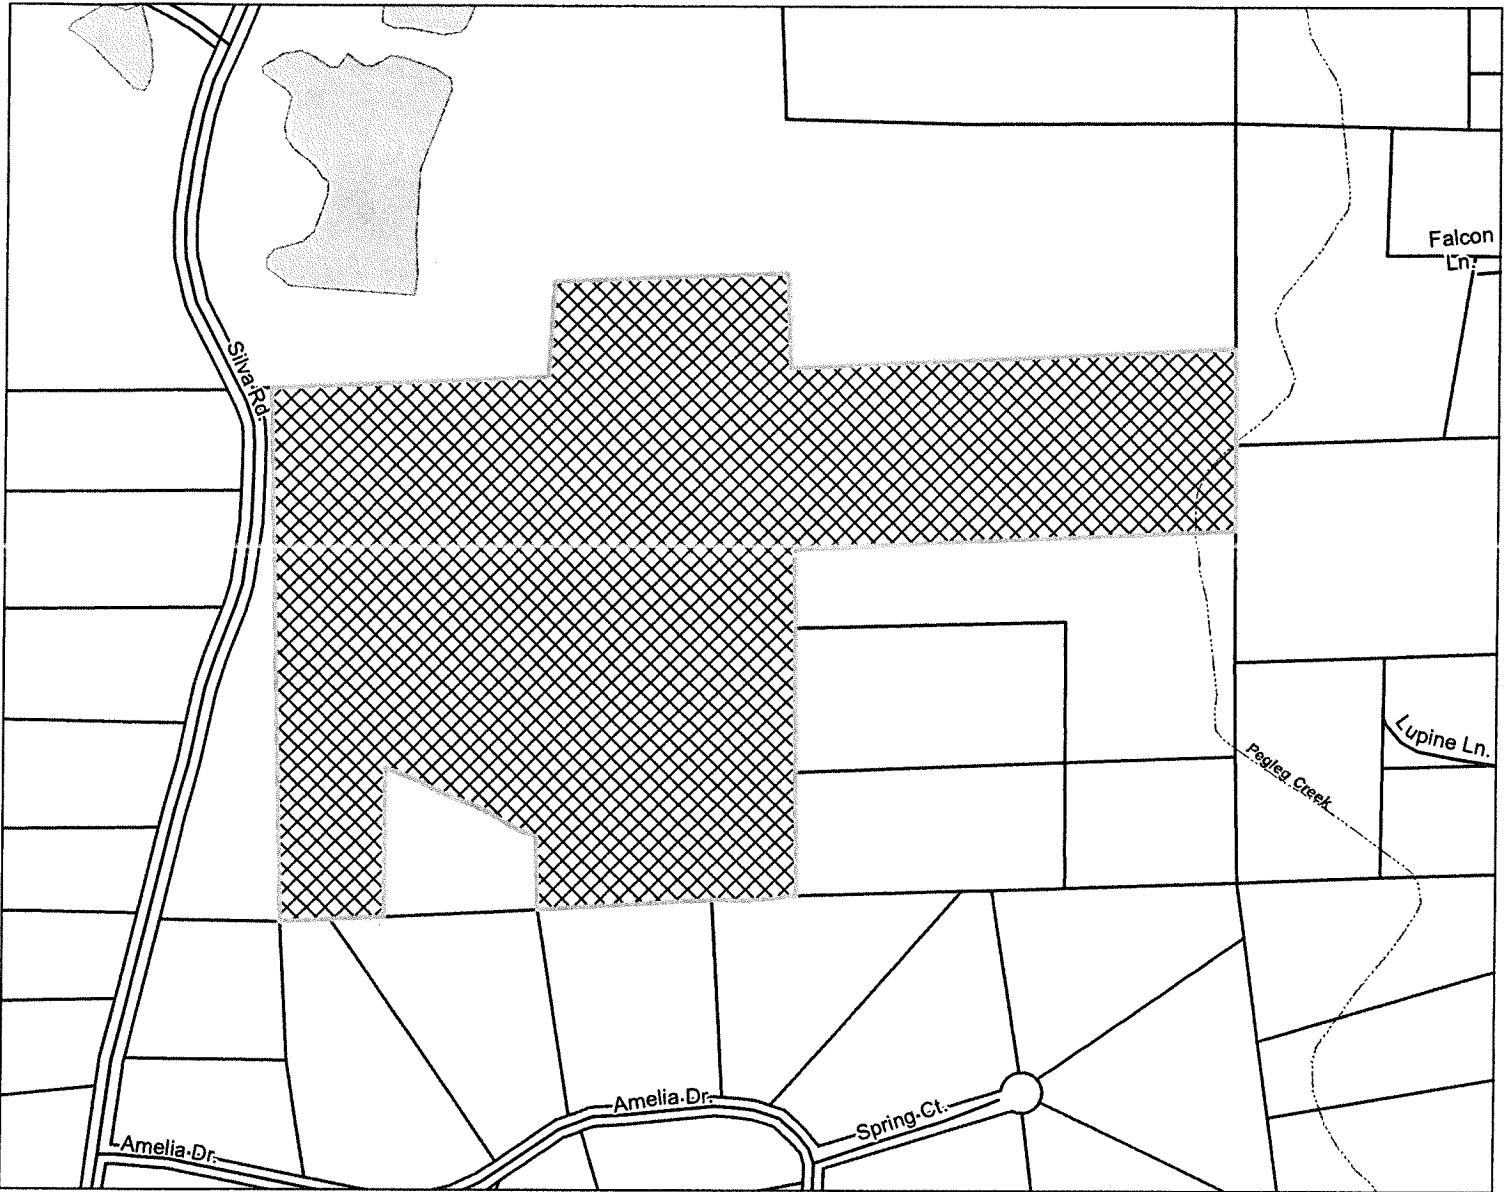 Falcon
Ln.
Silva Rd.
Lupine Ln.
Pegleg Creek
Amelia Dr.
Spring Ct.
Amelia Dr.